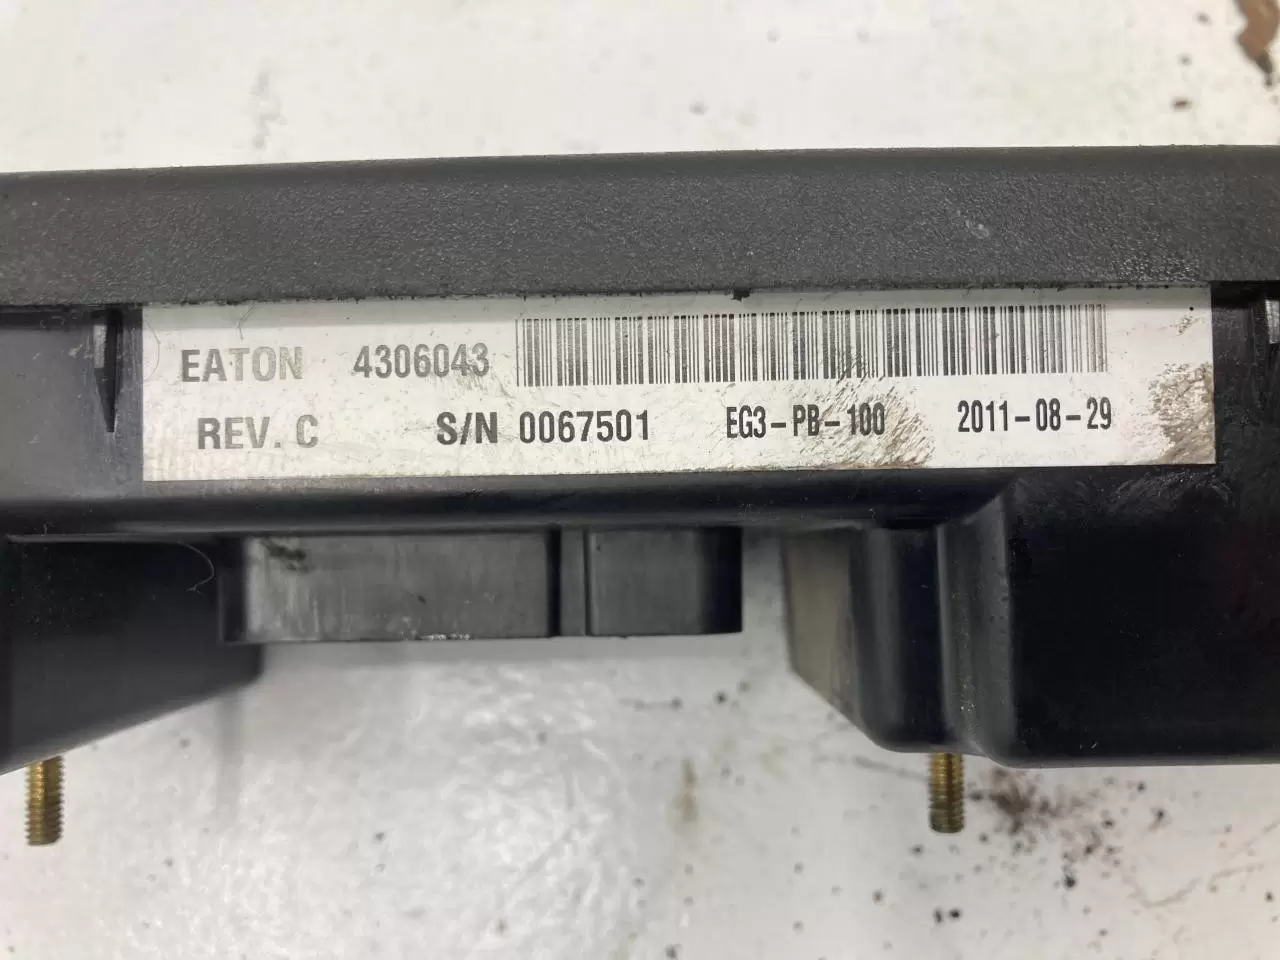 EATON 4306043
REV. C S/N 0067501 EG3-PB-100 2011-08-29